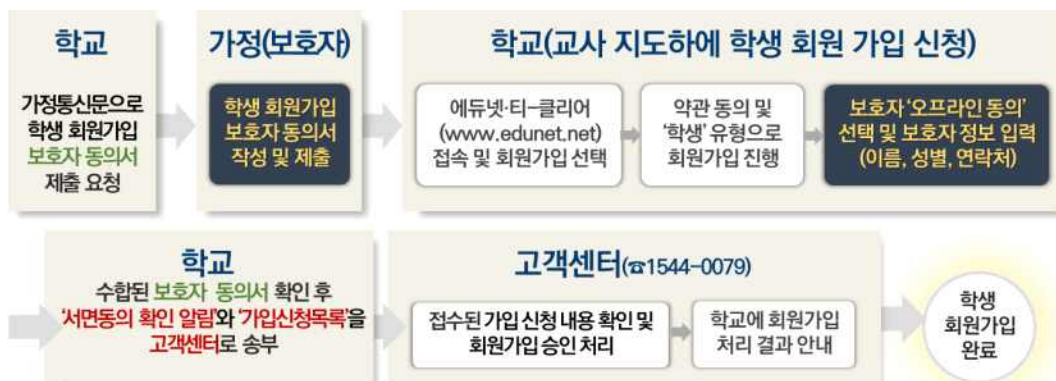 학교
가정통신문으로
학생 회원가입
보호자 동의서
제출 요청
가정(보호자)
학생 회원가입
보호자 동의서
작성 및 제출
학교(교사 지도하에 학생 회원 가입 신청)
에듀넷·티-클리어
(www.edunet.net)
접속 및 회원가입 선택
약관 동의 및
'학생' 유형으로
회원가입 진행
보호자 '오프라인 동의'
선택 및 보호자 정보 입력
(이름, 성별, 연락처)
학교
수합된 보호자 동의서 확인 후
'서면동의 확인 알림'와 '가입신청목록'을
고객센터로 송부
고객센터(☎1544-0079)
접수된 가입 신청 내용 확인 및
회원가입 승인 처리
학교에 회원가입
처리 결과 안내
학생
회원가입
완료